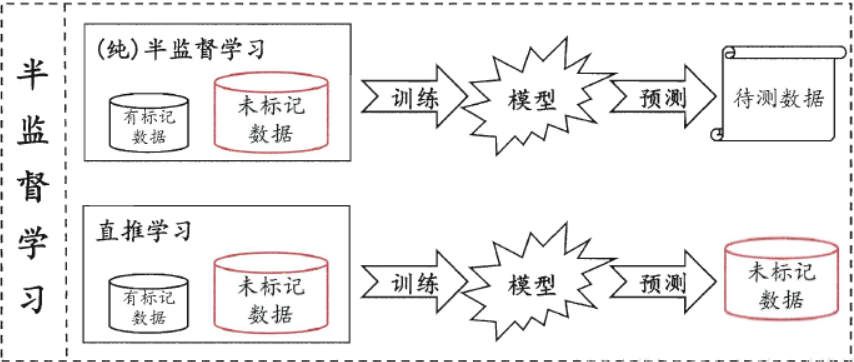 半监督学习
(纯)半监督学习
有标记
数据
未标记
数据
训练
模型
预测
待测数据
直推学习
有标记
数据
未标记
数据
训练
模型
预测
未标记
数据